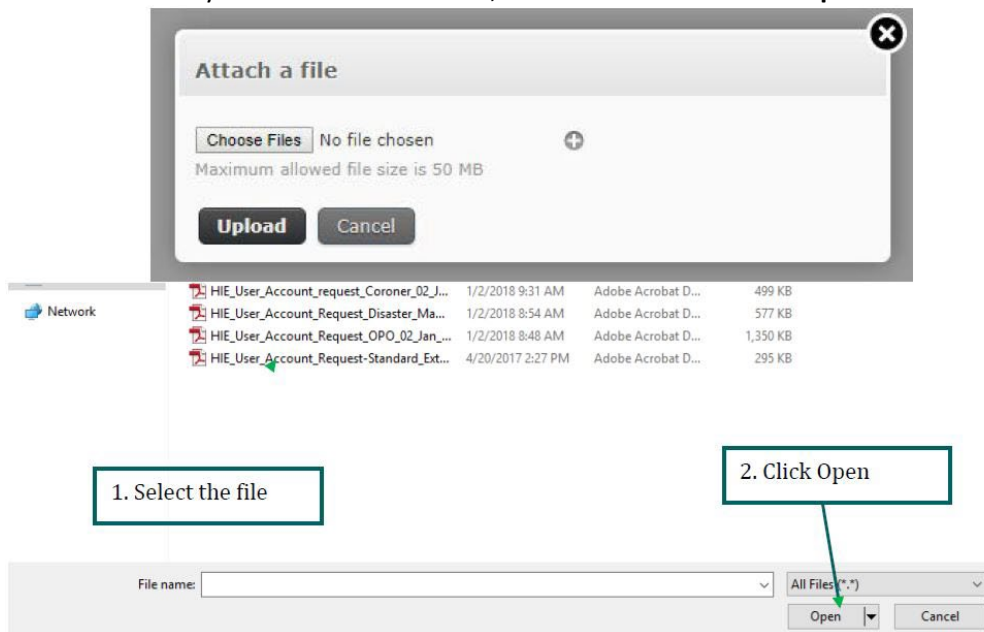 Attach a file
Choose Files No file chosen
Maximum allowed file size is 50 MB
Upload Cancel
HIE_User_Account_request_Coroner_02_J... 1/2/2018 9:31 AM Adobe Acrobat D... 499 KB
Network HIE_User_Account_Request_Disaster_Ma... 1/2/2018 8:54 AM Adobe Acrobat D... 577 KB
HIE_User_Account_Request_OPO_02_Jan_... 1/2/2018 8:48 AM Adobe Acrobat D... 1,350 KB
HIE_User_Account_Request-Standard_Ext... 4/20/2017 2:27 PM Adobe Acrobat D... 295 KB
2. Click Open
1. Select the file
File name: All Files (*.*)
Open Cancel